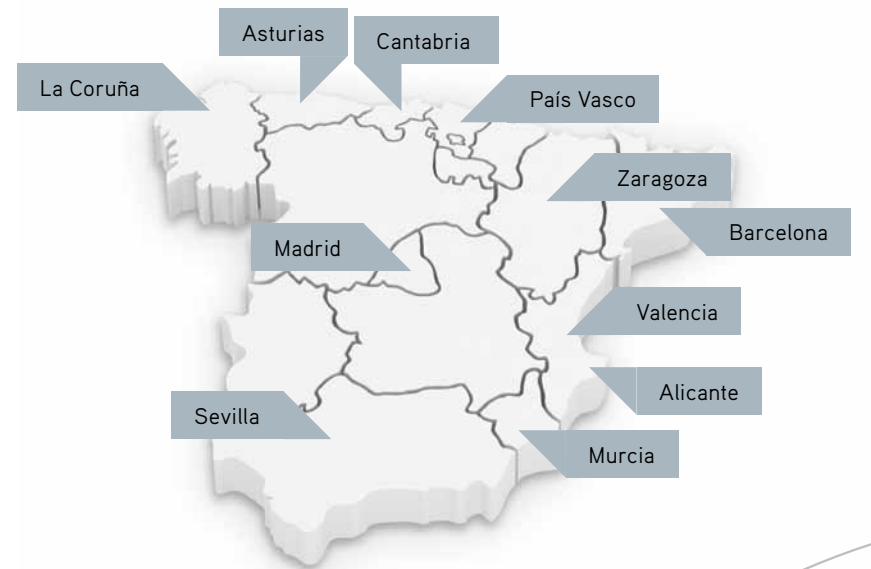 Asturias
Cantabria
La Coruña
País Vasco
Zaragoza
Barcelona
Madrid
Valencia
Alicante
Sevilla
Murcia